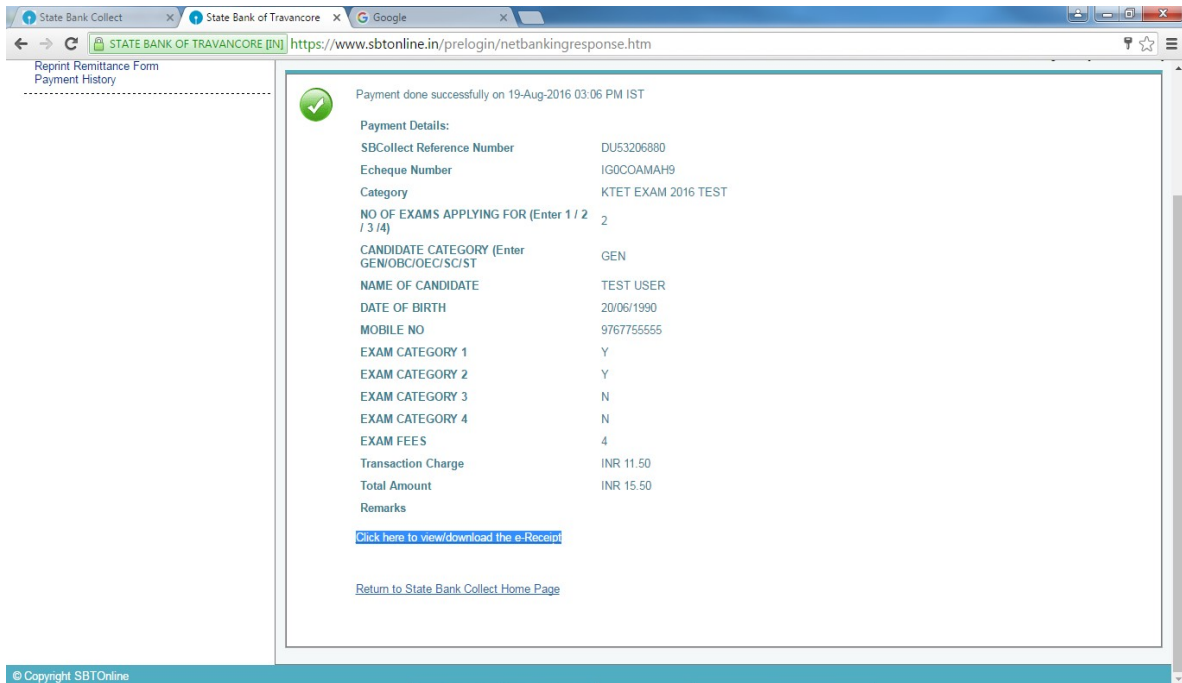 State Bank Collect
State Bank of Travancore
Google
STATE BANK OF TRAVANCORE [IN] https://www.sbtonline.in/prelogin/netbankingresponse.htm
Reprint Remittance Form
Payment History
Payment done successfully on 19-Aug-2016 03:06 PM IST
Payment Details:
SBCollect Reference Number DU53206880
Echeque Number IG0COAMAH9
Category KTET EXAM 2016 TEST
NO OF EXAMS APPLYING FOR (Enter 1 / 2
/ 3 /4) 2
CANDIDATE CATEGORY (Enter
GEN/OBC/OEC/SC/ST GEN
NAME OF CANDIDATE TEST USER
DATE OF BIRTH 20/06/1990
MOBILE NO 9767755555
EXAM CATEGORY 1 Y
EXAM CATEGORY 2 Y
EXAM CATEGORY 3 N
EXAM CATEGORY 4 N
EXAM FEES 4
Transaction Charge INR 11.50
Total Amount INR 15.50
Remarks
Click here to view/download the e-Receipt
Return to State Bank Collect Home Page
© Copyright SBTOnline